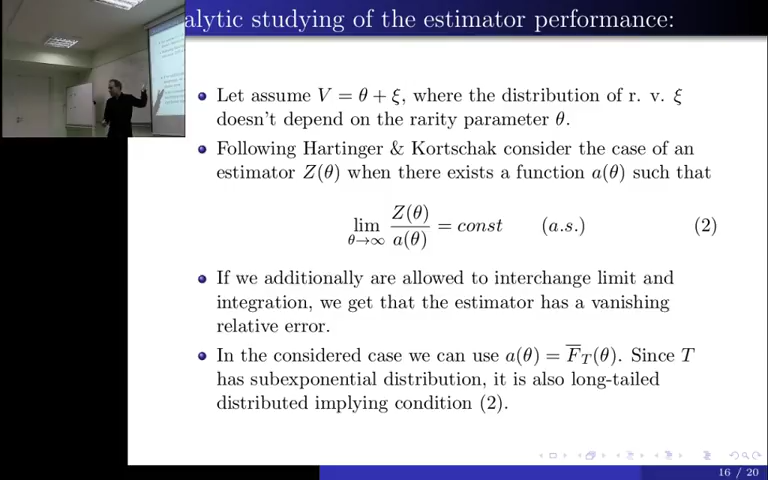 alytic studying of the estimator performance:
Let assume V = θ + ξ, where the distribution of r. v. ξ
doesn't depend on the rarity parameter θ.
Following Hartinger & Kortschak consider the case of an
estimator Z(θ) when there exists a function a(θ) such that
lim_{θ→∞} Z(θ)/a(θ) = const (a.s.) (2)
If we additionally are allowed to interchange limit and
integration, we get that the estimator has a vanishing
relative error.
In the considered case we can use a(θ) = F̅_T(θ). Since T
has subexponential distribution, it is also long-tailed
distributed implying condition (2).
16 / 20